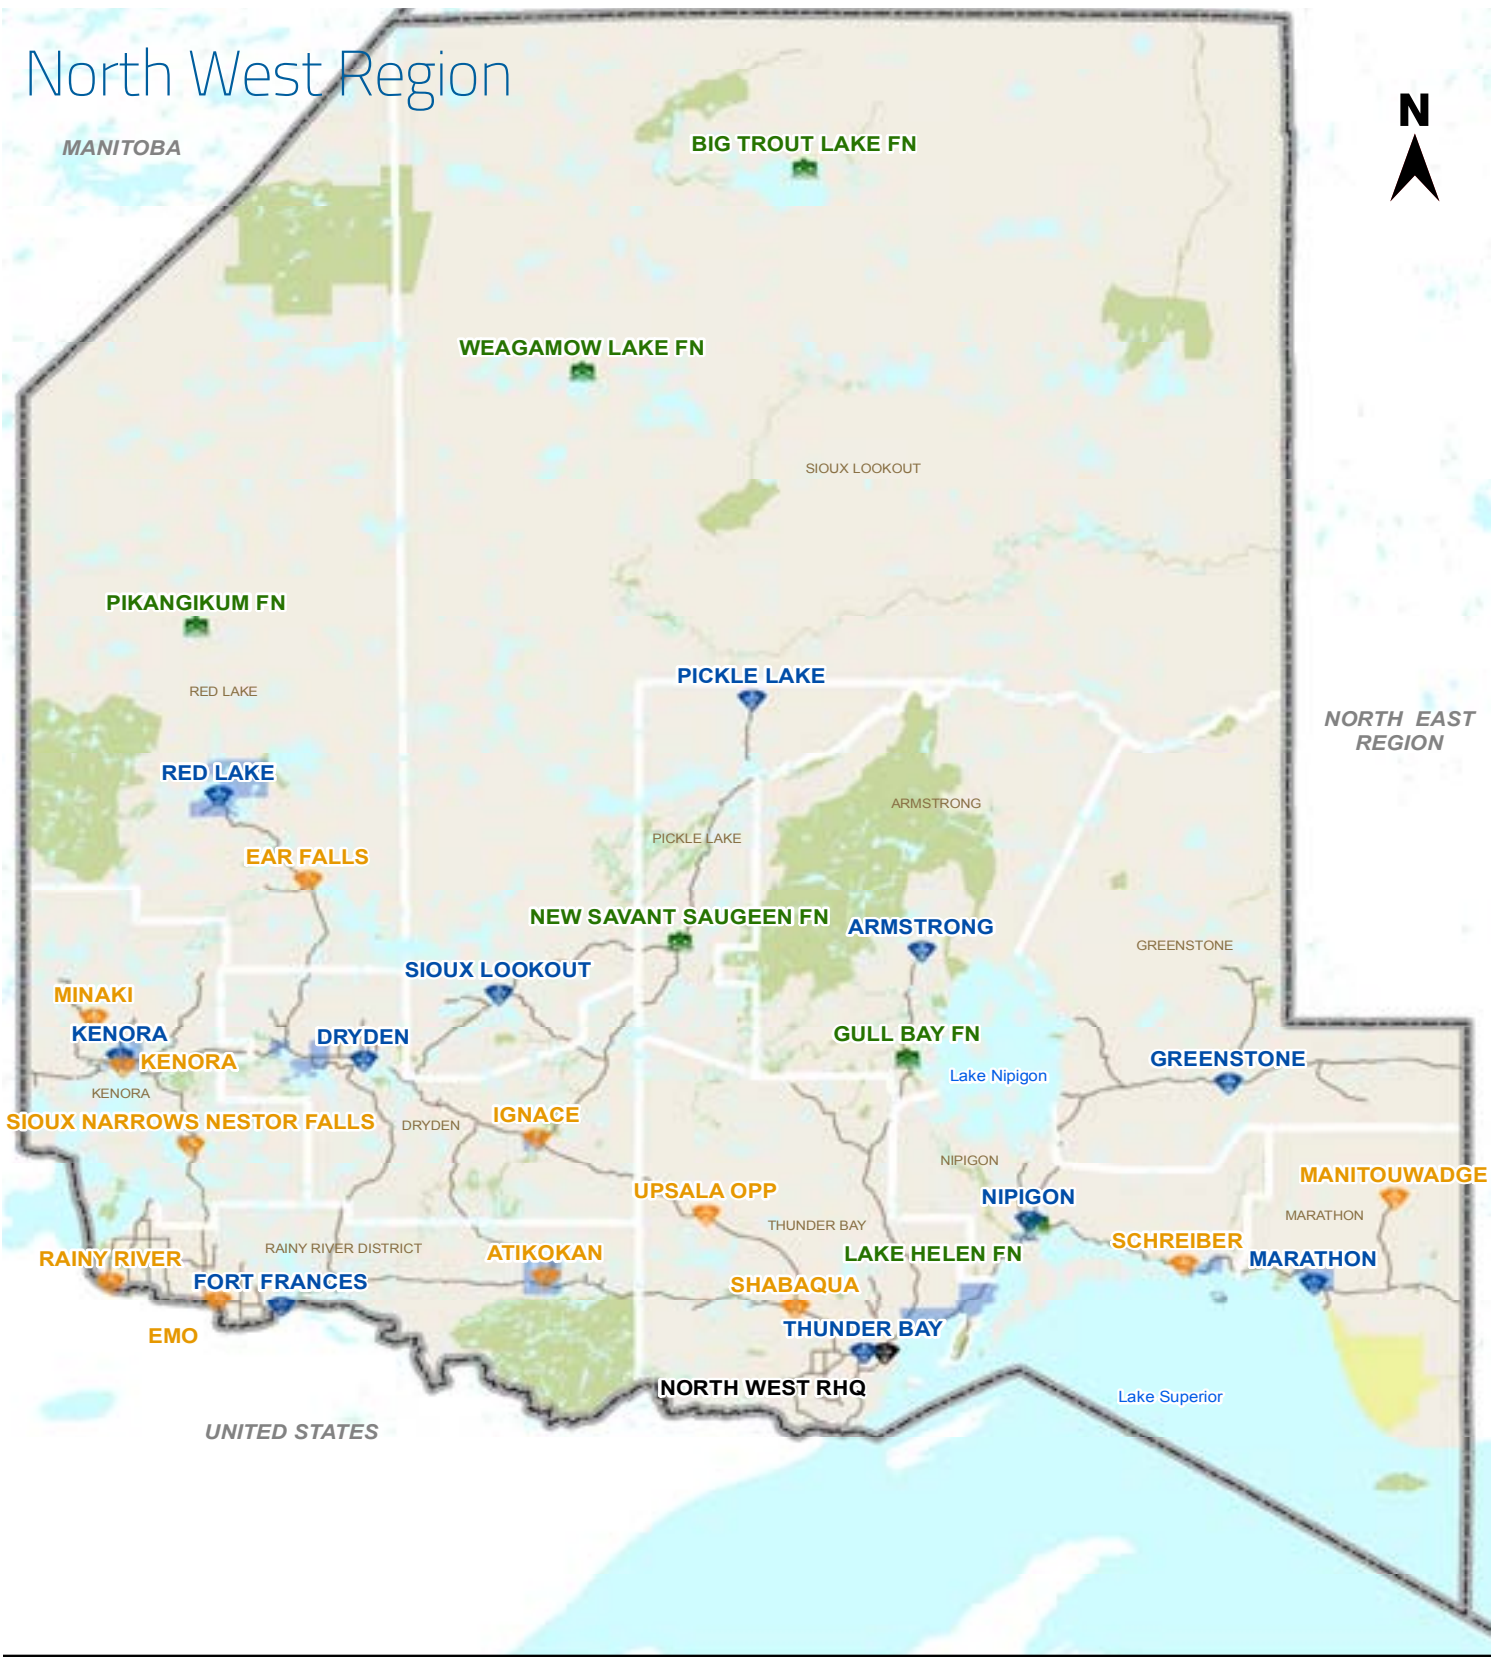 North West Region
MANITOBA
N
BIG TROUT LAKE FN
WEAGAMOW LAKE FN
SIOUX LOOKOUT
PIKANGIKUM FN
RED LAKE
PICKLE LAKE
NORTH EAST
REGION
RED LAKE
ARMSTRONG
PICKLE LAKE
EAR FALLS
NEW SAVANT SAUGEEN FN
ARMSTRONG
GREENSTONE
SIOUX LOOKOUT
MINAKI
KENORA
DRYDEN
GULL BAY FN
KENORA
GREENSTONE
Lake Nipigon
KENORA
SIOUX NARROWS NESTOR FALLS
DRYDEN
IGNACE
NIPIGON
MANITOUWADGE
UPSALA OPP
NIPIGON
MARATHON
THUNDER BAY
SCHREIBER
RAINY RIVER DISTRICT
ATIKOKAN
LAKE HELEN FN
RAINY RIVER
MARATHON
FORT FRANCES
SHABAQUA
EMO
THUNDER BAY
NORTH WEST RHQ
Lake Superior
UNITED STATES